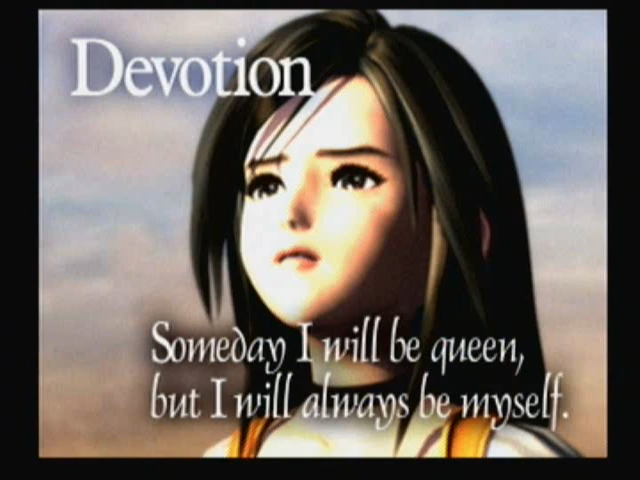 Devotion
Someday I will be queen,
but I will always be myself.